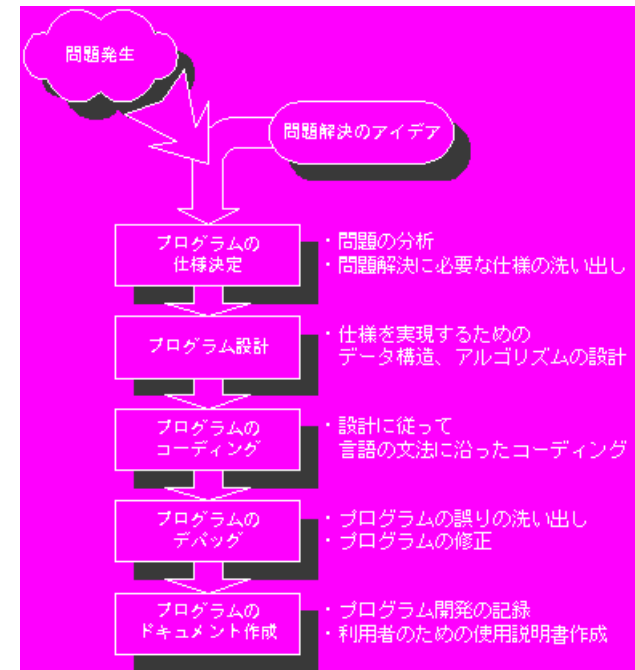 問題発生
問題解決のアイデア
プログラムの
仕様決定
・問題の分析
・問題解決に必要な仕様の洗い出し
プログラム設計
・仕様を実現するための
データ構造、アルゴリズムの設計
プログラムの
コーディング
・設計に従って
言語の文法に沿ったコーディング
プログラムの
デバッグ
・プログラムの誤りの洗い出し
・プログラムの修正
プログラムの
ドキュメント作成
・プログラム開発の記録
・利用者のための使用説明書作成